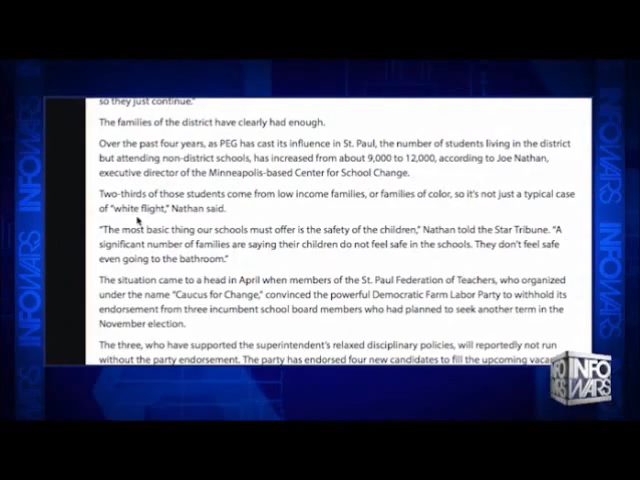 so they just continue."
The families of the district have clearly had enough.
Over the past four years, as PEG has cast its influence in St. Paul, the number of students living in the district
but attending non-district schools, has increased from about 9,000 to 12,000, according to Joe Nathan,
executive director of the Minneapolis-based Center for School Change.
Two-thirds of those students come from low income families, or families of color, so it's not just a typical case
of "white flight," Nathan said.
"The most basic thing our schools must offer is the safety of the children," Nathan told the Star Tribune. "A
significant number of families are saying their children do not feel safe in the schools. They don't feel safe
even going to the bathroom."
The situation came to a head in April when members of the St. Paul Federation of Teachers, who organized
under the name "Caucus for Change," convinced the powerful Democratic Farm Labor Party to withhold its
endorsement from three incumbent school board members who had planned to seek another term in the
November election.
The three, who have supported the superintendent's relaxed disciplinary policies, will reportedly not run
without the party endorsement. The party has endorsed four new candidates to fill the upcoming
INFOWARS
INFOWARS
INFOWARS
INFOWARS
INFO
WARS